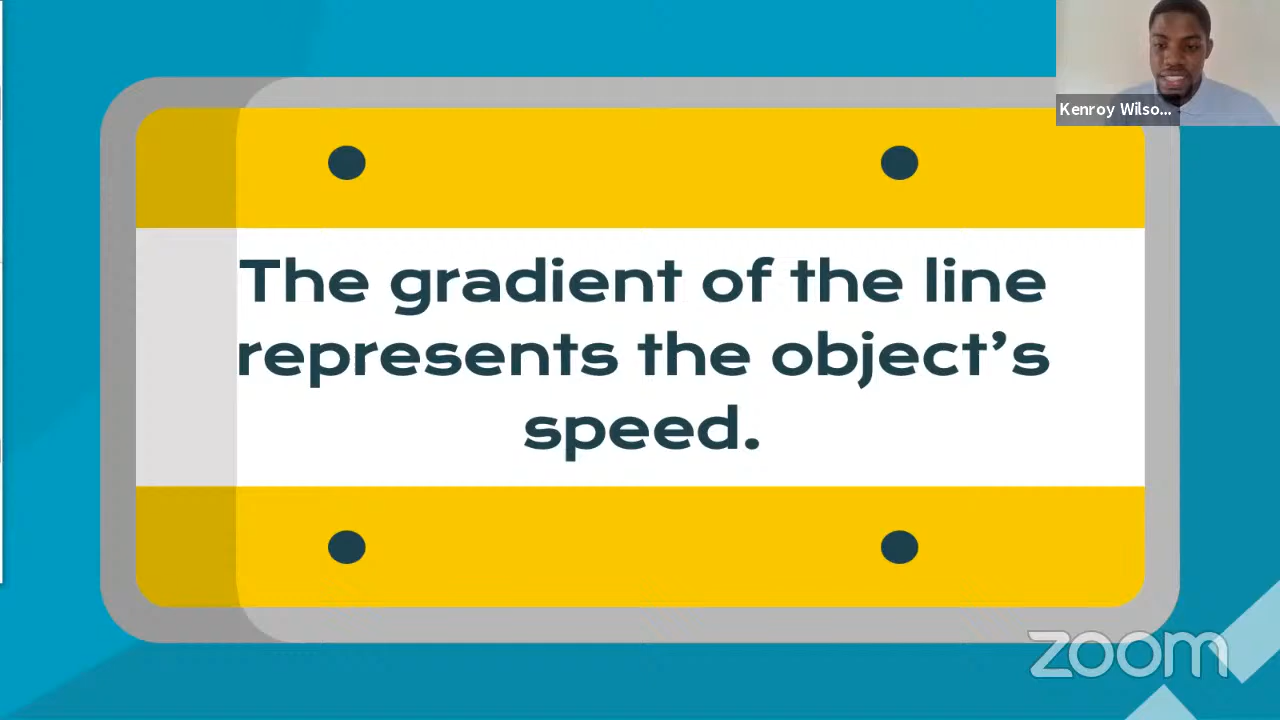 Kenroy Wilso...
The gradient of the line
represents the object’s
speed.
zoom